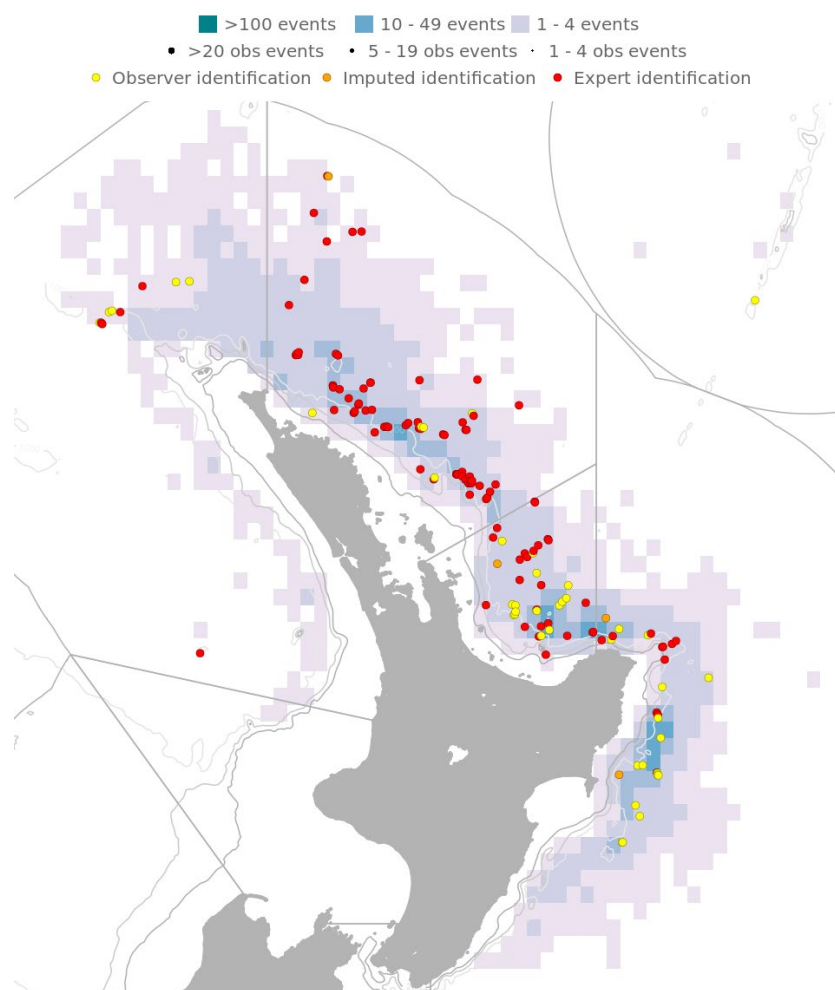 >100 events 10 - 49 events 1 - 4 events
>20 obs events 5 - 19 obs events 1 - 4 obs events
Observer identification Imputed identification Expert identification